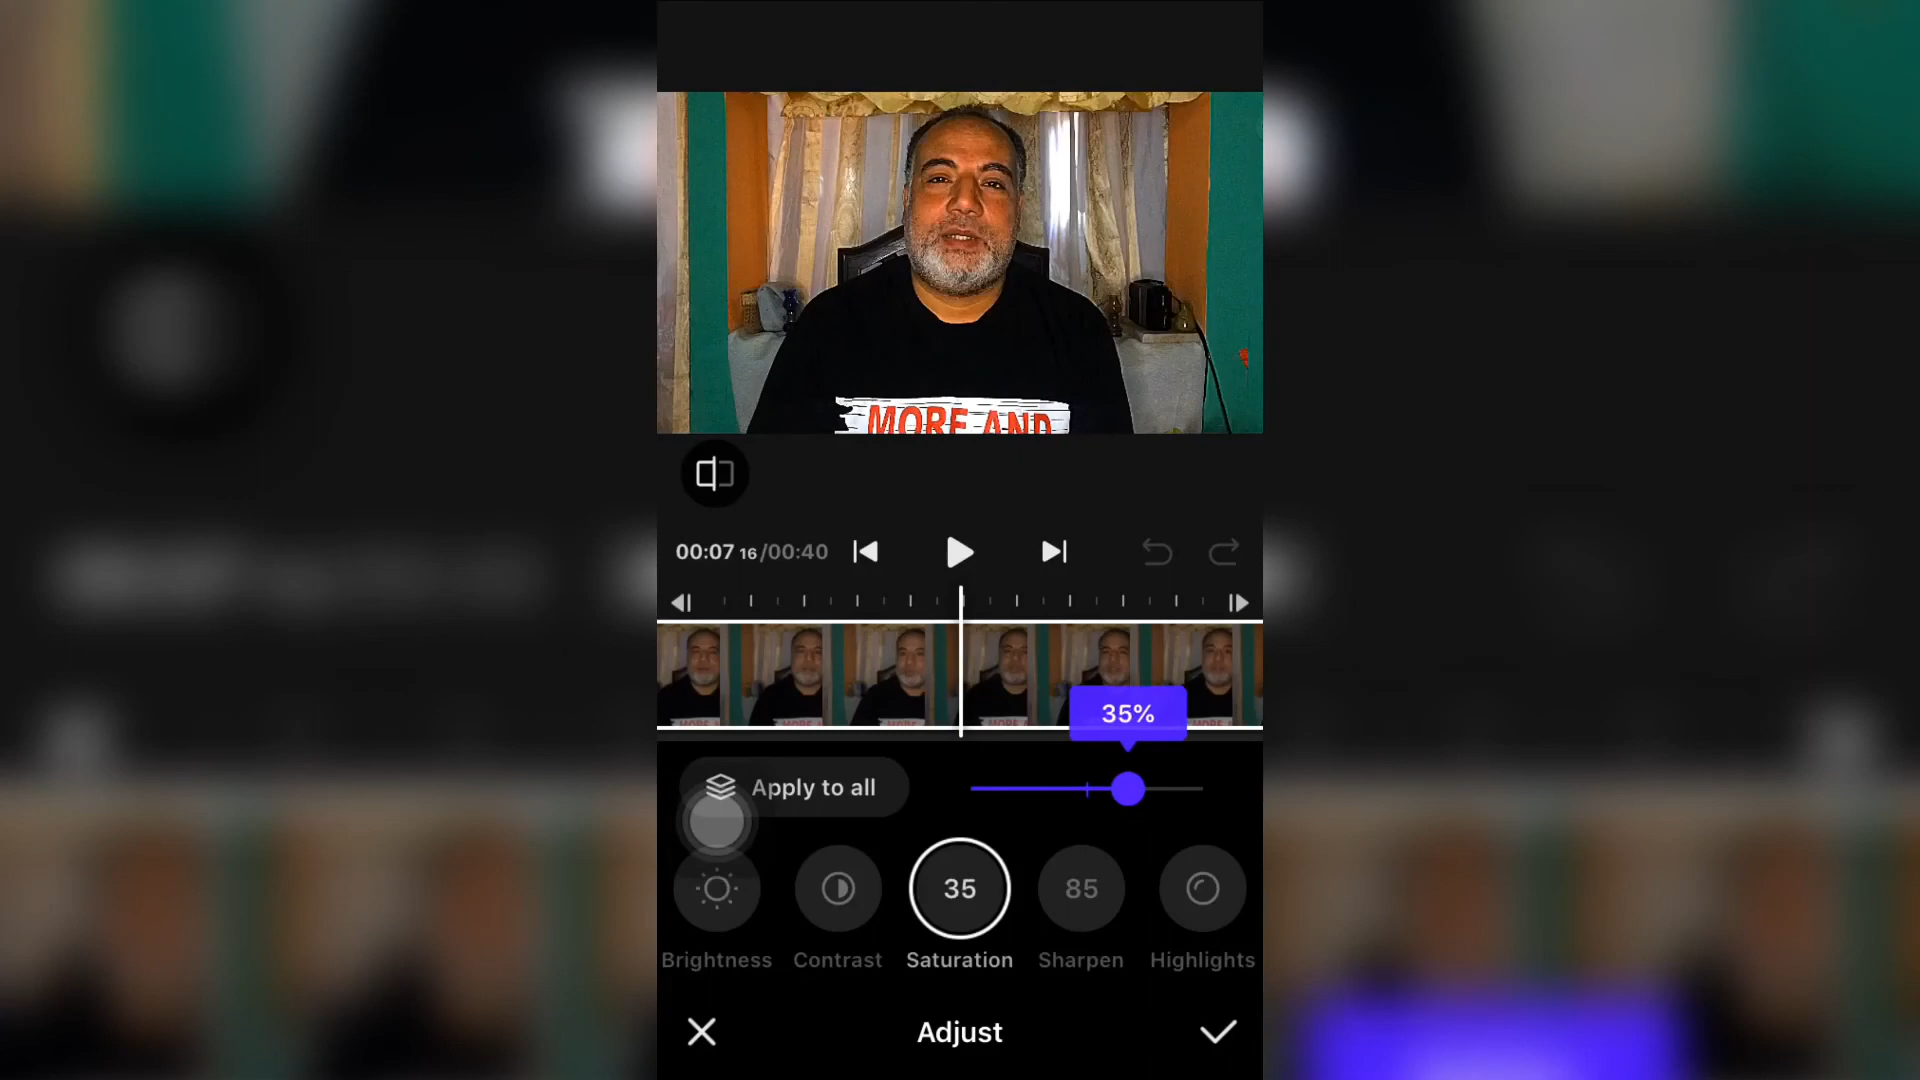 MORE AND
00:07 16/00:40
35%
Apply to all
35
85
Brightness
Contrast
Saturation
Sharpen
Highlights
Adjust